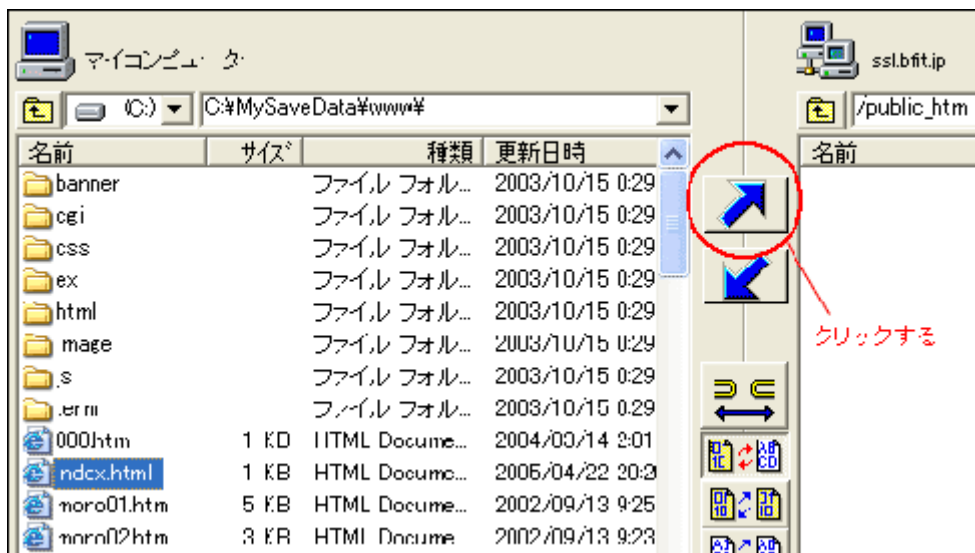 マイコンピュータ
ssl.bfit.jp
(C:) C:¥MySaveData¥www¥
/public_htm
名前 サイズ 種類 更新日時
名前
banner ファイル フォル... 2003/10/15 0:29
cgi ファイル フォル... 2003/10/15 0:29
css ファイル フォル... 2003/10/15 0:29
ex ファイル フォル... 2003/10/15 0:29
html ファイル フォル... 2003/10/15 0:29
mage ファイル フォル... 2003/10/15 0:29
ファイル フォル... 2003/10/15 0:29
ファイル フォル... 2003/10/15 0:29
000.htm 1 KB HTML Docume... 2:01
ndex.html 1 KB HTML Docume... 2005/04/22
5 KB HTML Docume... 2002/09/13 9:25
3 KB HTML Docume 2002/09/13 9:23
クリックする